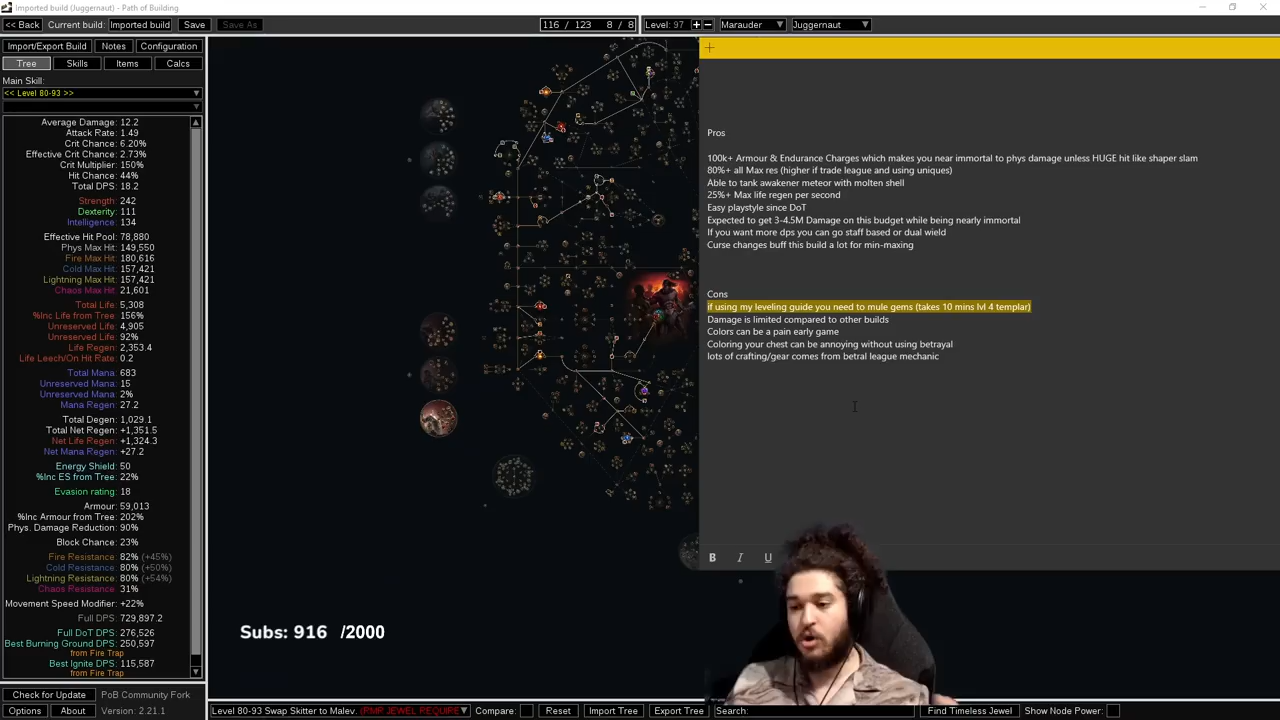 Imported build (Juggernaut) - Path of Building
<< Back Current build: Imported build Save Save As 116 / 123 8 / 8 Level: 97 + - Marauder Juggernaut
Import/Export Build Notes Configuration
Tree Skills Items Calcs
Main Skill:
<< Level 80-93 >>
Average Damage: 12.2
Attack Rate: 1.49
Crit Chance: 6.20%
Effective Crit Chance: 2.73%
Crit Multiplier: 150%
Hit Chance: 44%
Total DPS: 18.2
Strength: 242
Dexterity: 111
Intelligence: 134
Effective Hit Pool: 78,880
Phys Max Hit: 149,550
Fire Max Hit: 180,616
Cold Max Hit: 157,421
Lightning Max Hit: 157,421
Chaos Max Hit: 21,601
Total Life: 5,308
%Inc Life from Tree: 156%
Unreserved Life: 4,905
Unreserved Life: 92%
Life Regen: 2,353.4
Life Leech/On Hit Rate: 0.2
Total Mana: 683
Unreserved Mana: 15
Unreserved Mana: 2%
Mana Regen: 27.2
Total Degen: 1,029.1
Total Net Regen: +1,351.5
Net Life Regen: +1,324.3
Net Mana Regen: +27.2
Energy Shield: 50
%Inc ES from Tree: 22%
Evasion rating: 18
Armour: 59,013
%Inc Armour from Tree: 202%
Phys. Damage Reduction: 90%
Block Chance: 23%
Fire Resistance: 82% (+45%)
Cold Resistance: 80% (+50%)
Lightning Resistance: 80% (+54%)
Chaos Resistance: 31%
Movement Speed Modifier: +22%
Full DPS: 729,897.2
Full DoT DPS: 276,526
Best Burning Ground DPS: 250,597
from Fire Trap
Best Ignite DPS: 115,587
from Fire Trap
Check for Update PoB Community Fork
Options About Version: 2.21.1
+
Pros
100k+ Armour & Endurance Charges which makes you near immortal to phys damage unless HUGE hit like shaper slam
80%+ all Max res (higher if trade league and using uniques)
Able to tank awakener meteor with molten shell
25%+ Max life regen per second
Easy playstyle since DoT
Expected to get 3-4.5M Damage on this budget while being nearly immortal
If you want more dps you can go staff based or dual wield
Curse changes buff this build a lot for min-maxing
Cons
if using my leveling guide you need to mule gems (takes 10 mins lvl 4 templar)
Damage is limited compared to other builds
Colors can be a pain early game
Coloring your chest can be annoying without using betrayal
lots of crafting/gear comes from betral league mechanic
B I U
Subs: 916 /2000
Level 80-93 Swap Skitter to Malev. (PMP JEWEL REQUIRE Compare: Reset Import Tree Export Tree Search: Find Timeless Jewel Show Node Power: